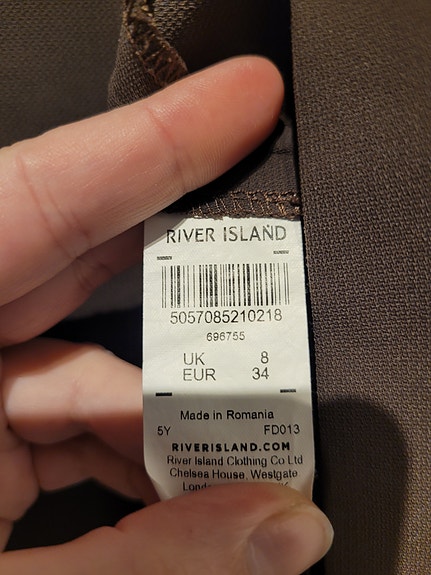 RIVER ISLAND
5057085210218
696755
UK 8
EUR 34
Made in Romania
5Y FD013
RIVERISLAND.COM
River Island Clothing Co Ltd
Chelsea House, Westgate